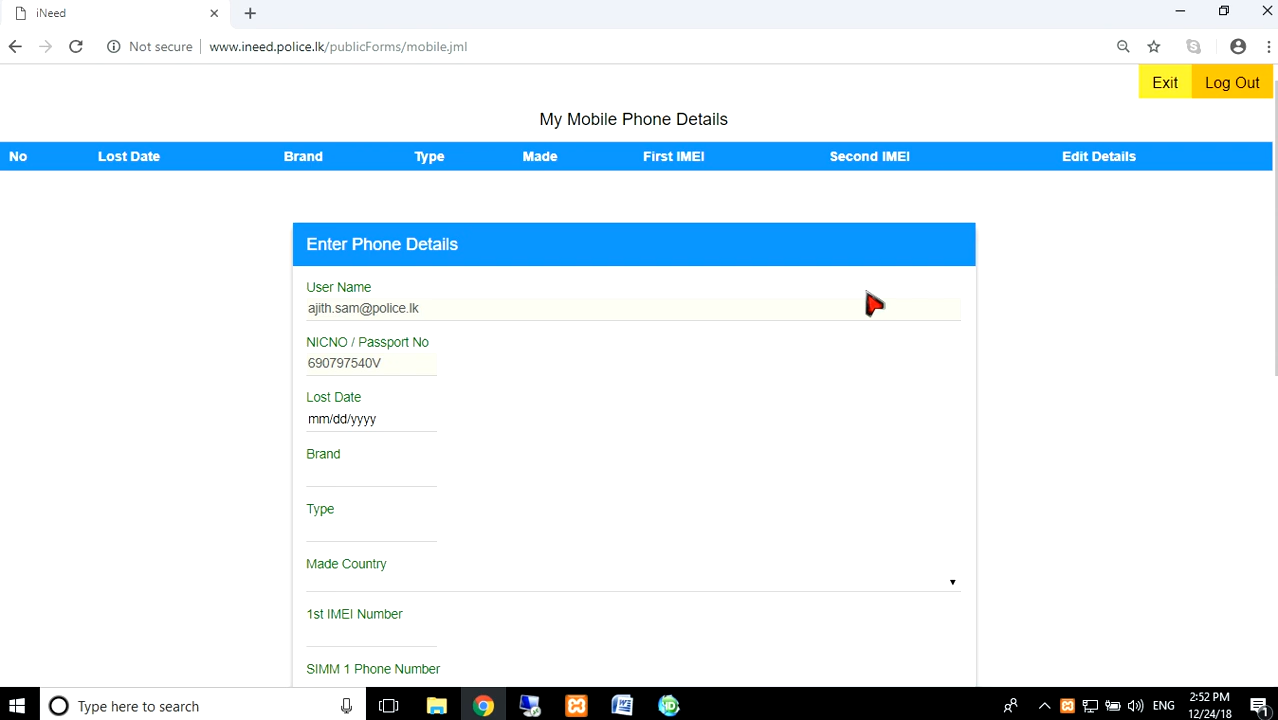 iNeed
Not secure www.ineed.police.lk/publicForms/mobile.jml
Exit Log Out
My Mobile Phone Details
No Lost Date Brand Type Made First IMEI Second IMEI Edit Details
Enter Phone Details
User Name
ajith.sam@police.lk
NICNO / Passport No
690797540V
Lost Date
mm/dd/yyyy
Brand
Type
Made Country
1st IMEI Number
SIMM 1 Phone Number
Type here to search
ENG
2:52 PM
12/24/18
1